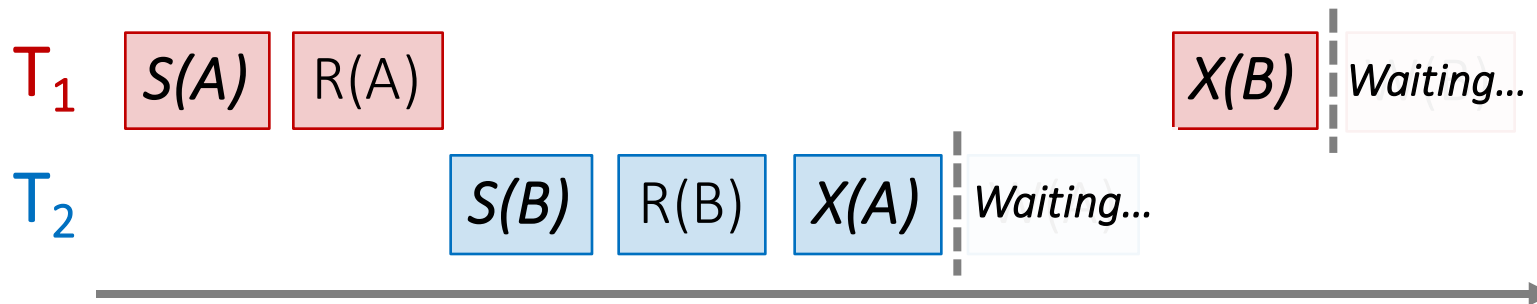 T1 S(A) R(A) X(B) Waiting...
T2 S(B) R(B) X(A) Waiting...